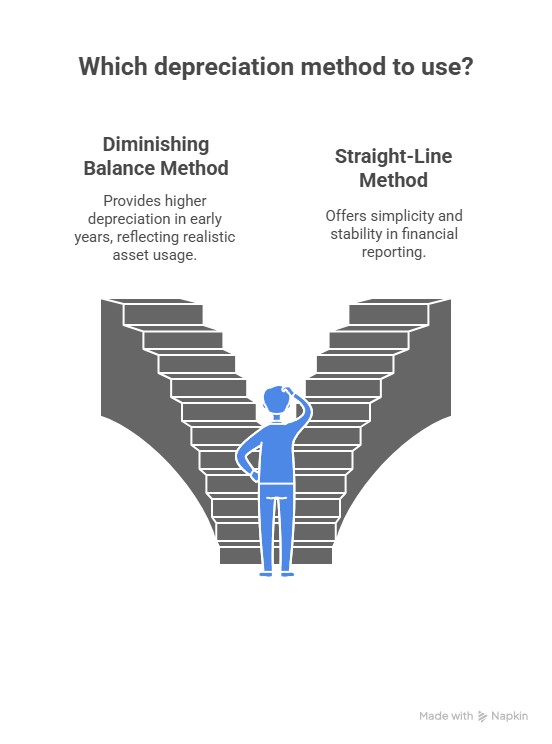 Which depreciation method to use?
Diminishing
Balance Method
Provides higher
depreciation in early
years, reflecting realistic
asset usage.
Straight-Line
Method
Offers simplicity and
stability in financial
reporting.
Made with Napkin